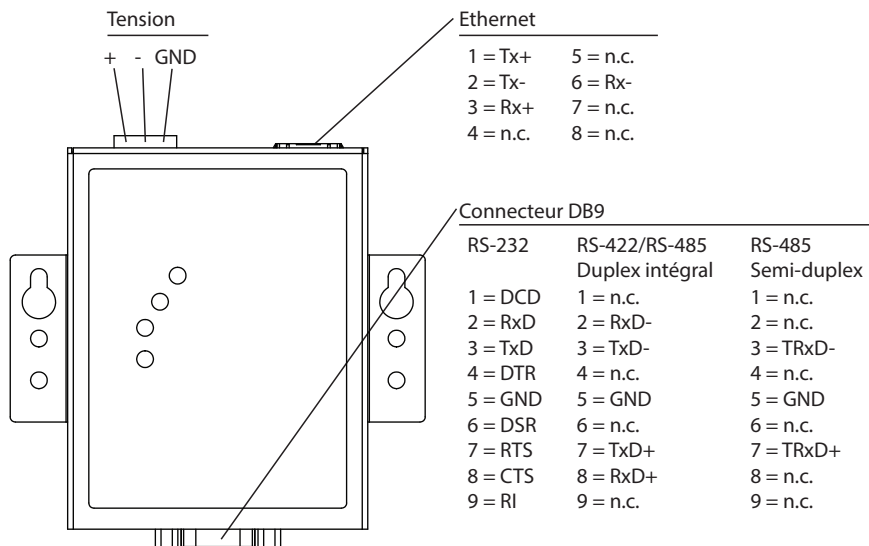 Tension
+ - GND
Ethernet
1 = Tx+ 5 = n.c.
2 = Tx- 6 = Rx-
3 = Rx+ 7 = n.c.
4 = n.c. 8 = n.c.
Connecteur DB9
RS-232 RS-422/RS-485 RS-485
Duplex intégral Semi-duplex
1 = DCD 1 = n.c. 1 = n.c.
2 = RxD 2 = RxD- 2 = n.c.
3 = TxD 3 = TxD- 3 = TRxD-
4 = DTR 4 = n.c. 4 = n.c.
5 = GND 5 = GND 5 = GND
6 = DSR 6 = n.c. 6 = n.c.
7 = RTS 7 = TxD+ 7 = TRxD+
8 = CTS 8 = RxD+ 8 = n.c.
9 = RI 9 = n.c. 9 = n.c.